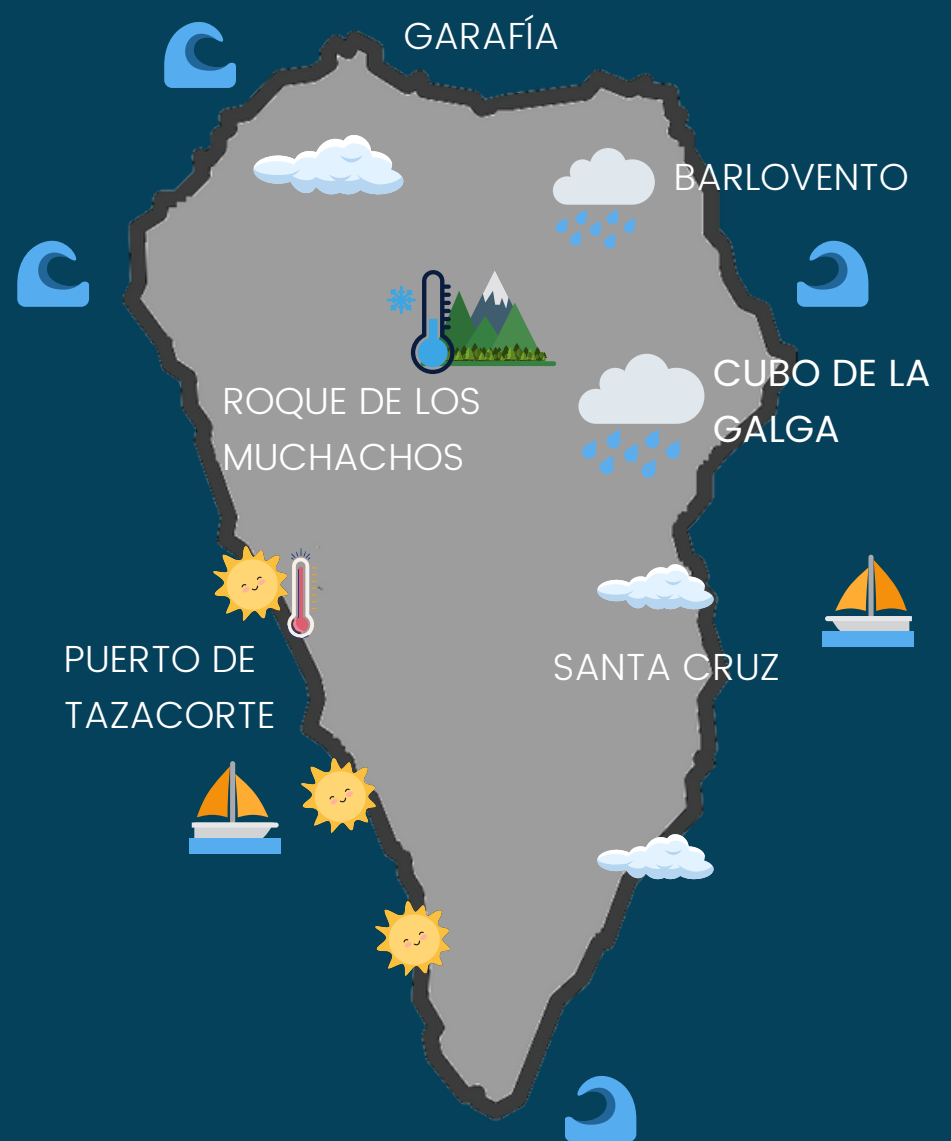 GARAFÍA
BARLOVENTO
CUBO DE LA
GALGA
ROQUE DE LOS
MUCHACHOS
PUERTO DE
TAZACORTE
SANTA CRUZ